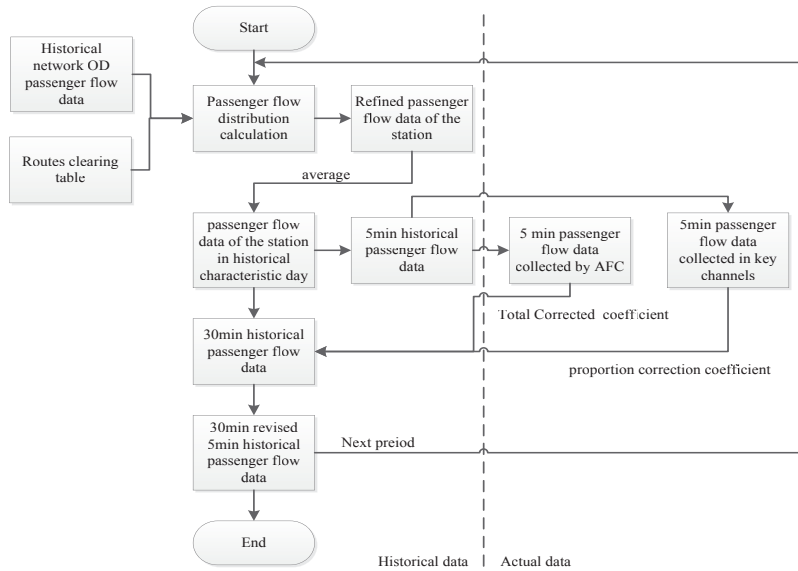 Start
Historical
network OD
passenger flow
data
Passenger flow
distribution
calculation
Refined passenger
flow data of the
station
Routes clearing
table
average
passenger flow
data of the station
in historical
characteristic day
5min historical
passenger flow
data
5 min passenger
flow data
collected by AFC
5min passenger
flow data
collected in key
channels
Total Corrected coefficient
30min historical
passenger flow
data
proportion correction coefficient
30min revised
5min historical
passenger flow
data
Next preiod
End
Historical data
Actual data